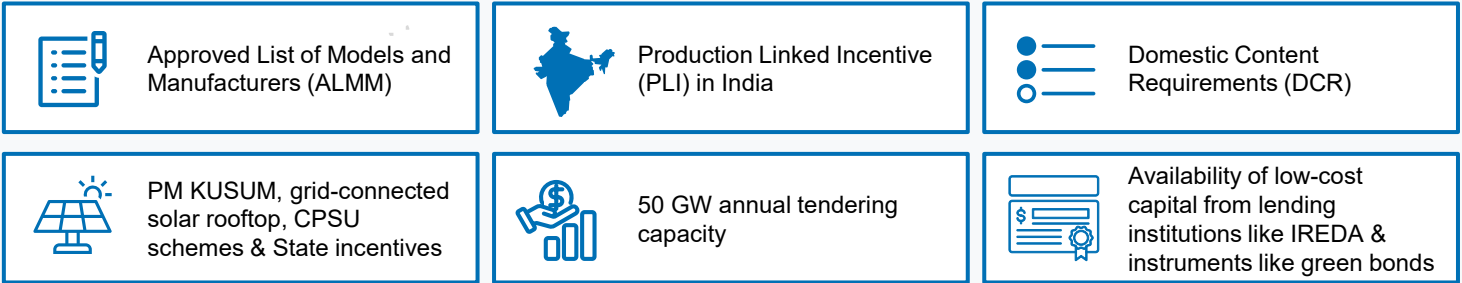 Approved List of Models and
Manufacturers (ALMM)
Production Linked Incentive
(PLI) in India
Domestic Content
Requirements (DCR)
PM KUSUM, grid-connected
solar rooftop, CPSU
schemes & State incentives
$
50 GW annual tendering
capacity
$
Availability of low-cost
capital from lending
institutions like IREDA &
instruments like green bonds